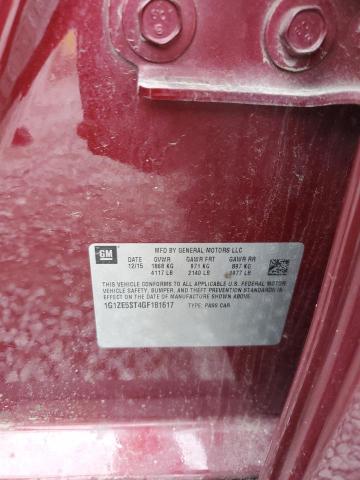 GM
MFD BY GENERAL MOTORS LLC
DATE GVWR GAWR FRT GAWR RR
12/15 1868 KG 971 KG 897 KG
4117 LB 2140 LB 1977 LB
THIS VEHICLE CONFORMS TO ALL APPLICABLE U.S. FEDERAL MOTOR
VEHICLE SAFETY, BUMPER, AND THEFT PREVENTION STANDARDS
IN EFFECT ON THE DATE OF MANUFACTURE SHOWN ABOVE.
1G1ZE5ST4GF181617 TYPE: PASS CAR